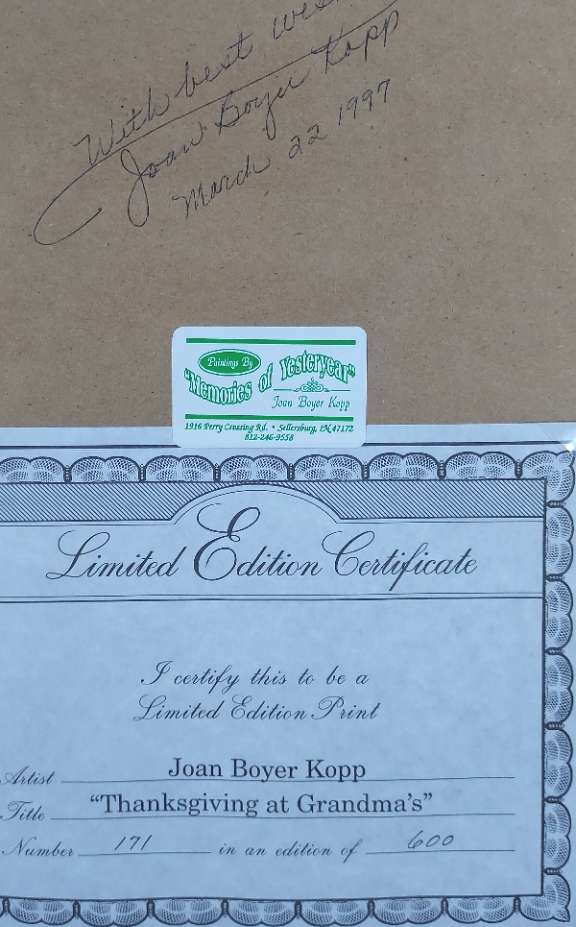 With best
Joan Boyer Kopp
March 22 1997
Paintings By
"Memories of Yesteryear"
Joan Boyer Kopp
1916 Perry Crossing Rd. • Sellersburg, IN 47172
812-246-9558
Limited Edition Certificate
I certify this to be a
Limited Edition Print
Artist Joan Boyer Kopp
Title "Thanksgiving at Grandma's"
Number 171 in an edition of 600